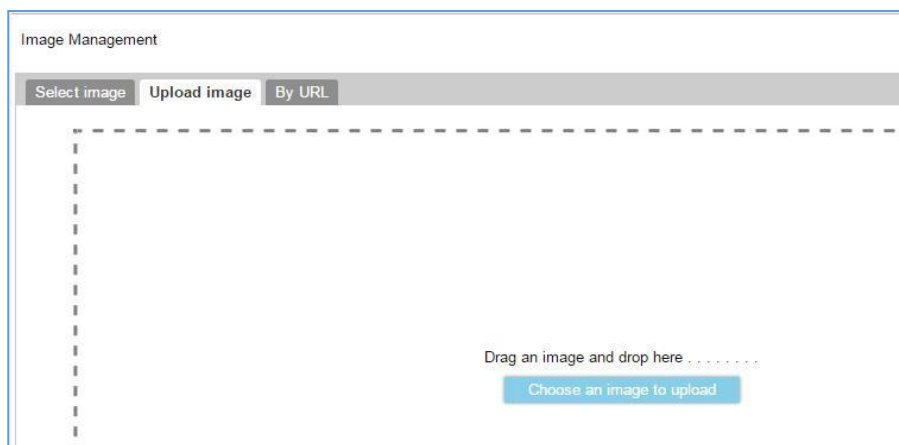 Image Management
Select image Upload image By URL
Drag an image and drop here . . . . . . . .
Choose an image to upload